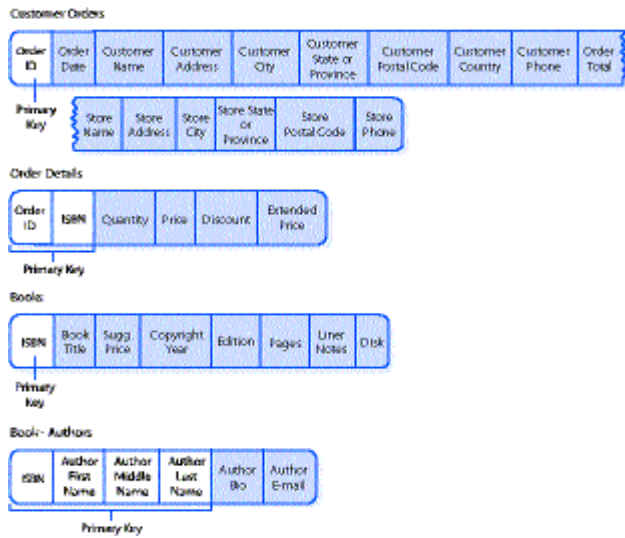 Customer Orders
Order ID
Order Date
Customer Name
Customer Address
Customer City
Customer State or Province
Customer Postal Code
Customer Country
Customer Phone
Order Total
Primary Key
Store Name
Store Address
Store City
Store State or Province
Store Postal Code
Store Phone
Order Details
Order ID
ISBN
Quantity
Price
Discount
Extended Price
Primary Key
Books
ISBN
Book Title
Sugg. Price
Copyright Year
Edition
Pages
Liner Notes
Disk
Primary Key
Book - Authors
ISBN
Author First Name
Author Middle Name
Author Last Name
Author Bio
Author E-mail
Primary Key